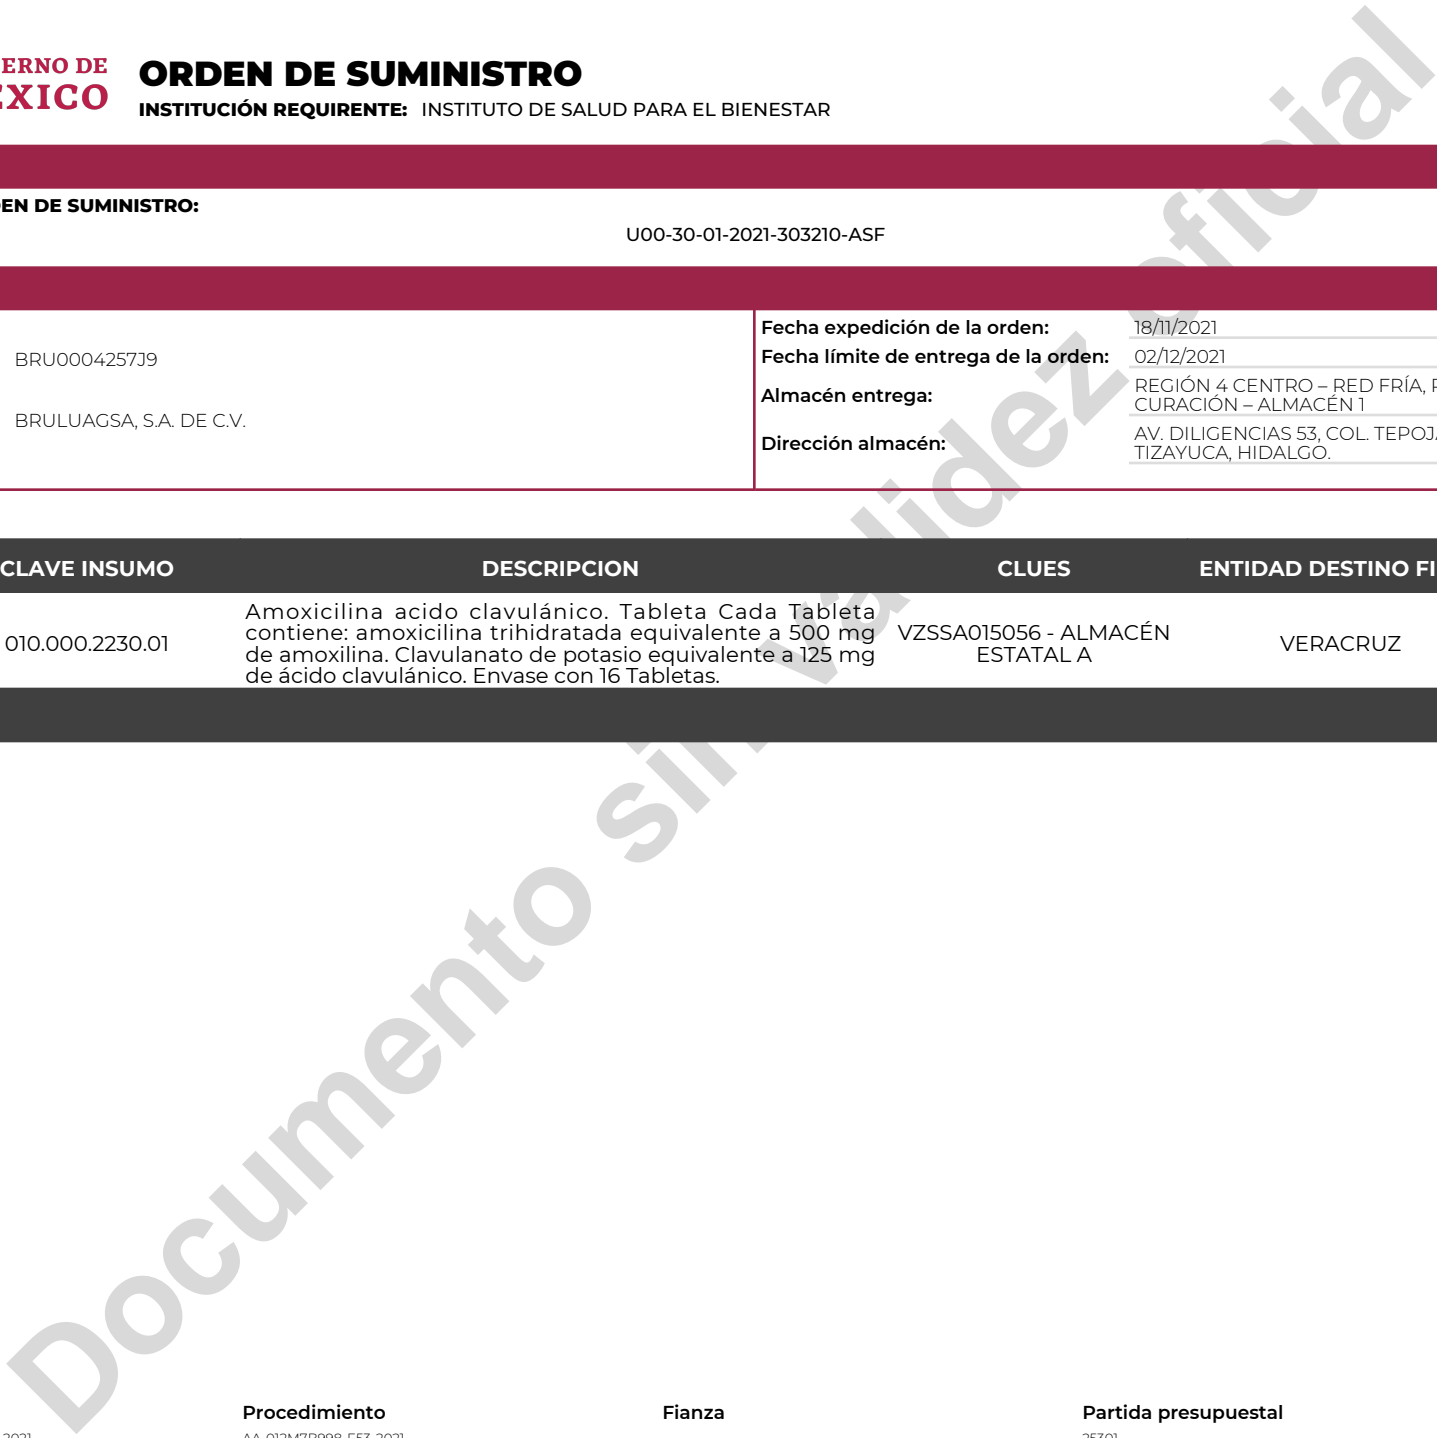 ERNO DE
ÉXICO
ORDEN DE SUMINISTRO
INSTITUCIÓN REQUIRENTE: INSTITUTO DE SALUD PARA EL BIENESTAR
EN DE SUMINISTRO:
U00-30-01-2021-303210-ASF
BRU0004257J9
BRULUAGSA, S.A. DE C.V.
Fecha expedición de la orden: 18/11/2021
Fecha límite de entrega de la orden: 02/12/2021
Almacén entrega:
REGIÓN 4 CENTRO – RED FRÍA,
CURACIÓN – ALMACÉN 1
Dirección almacén:
AV. DILIGENCIAS 53, COL. TEPOJA
TIZAYUCA, HIDALGO.
CLAVE INSUMO DESCRIPCION CLUES ENTIDAD DESTINO FI
010.000.2230.01
Amoxicilina acido clavulánico. Tableta Cada Tableta
contiene: amoxicilina trihidratada equivalente a 500 mg
de amoxilina. Clavulanato de potasio equivalente a 125 mg
de ácido clavulánico. Envase con 16 Tabletas.
VZSSA015056 - ALMACÉN
ESTATAL A
VERACRUZ
Documento sin validez oficial
Procedimiento Fianza Partida presupuestal